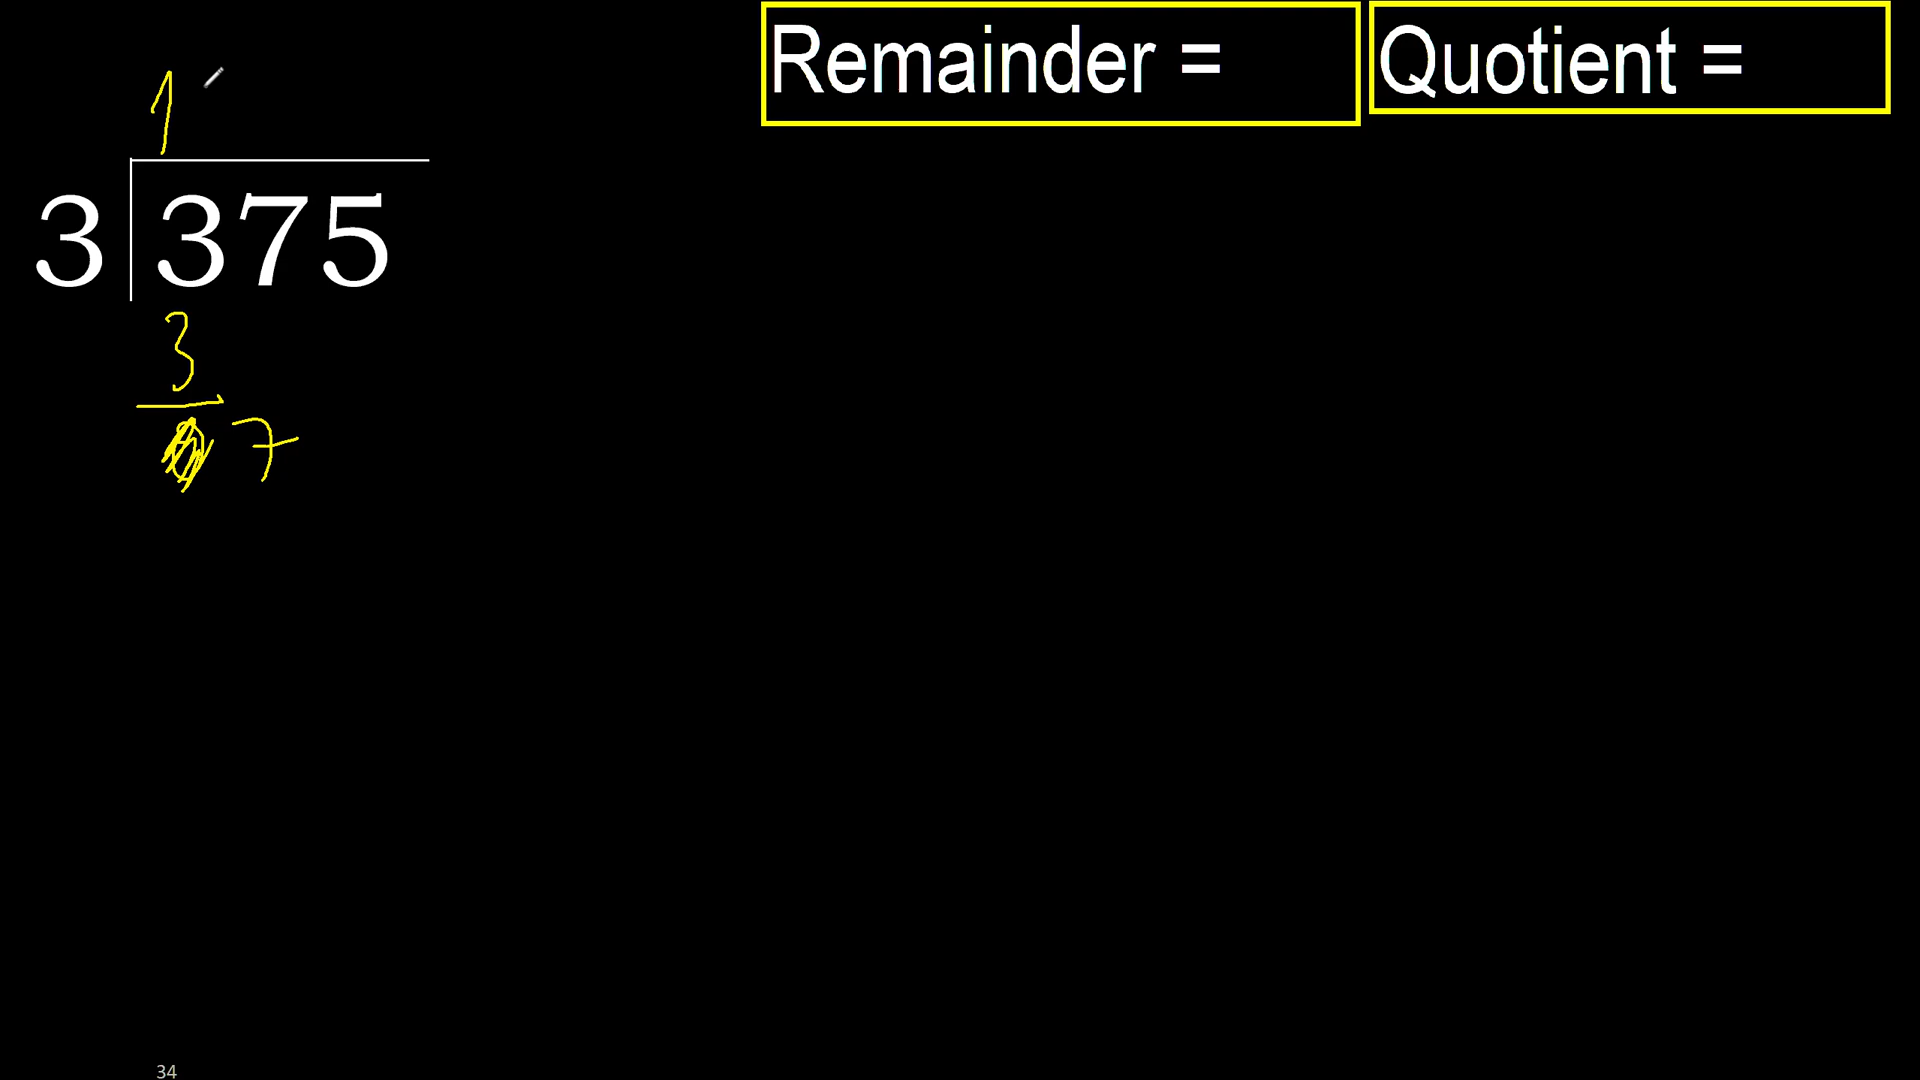 Remainder =
Quotient =
1
3 375
3
7
34